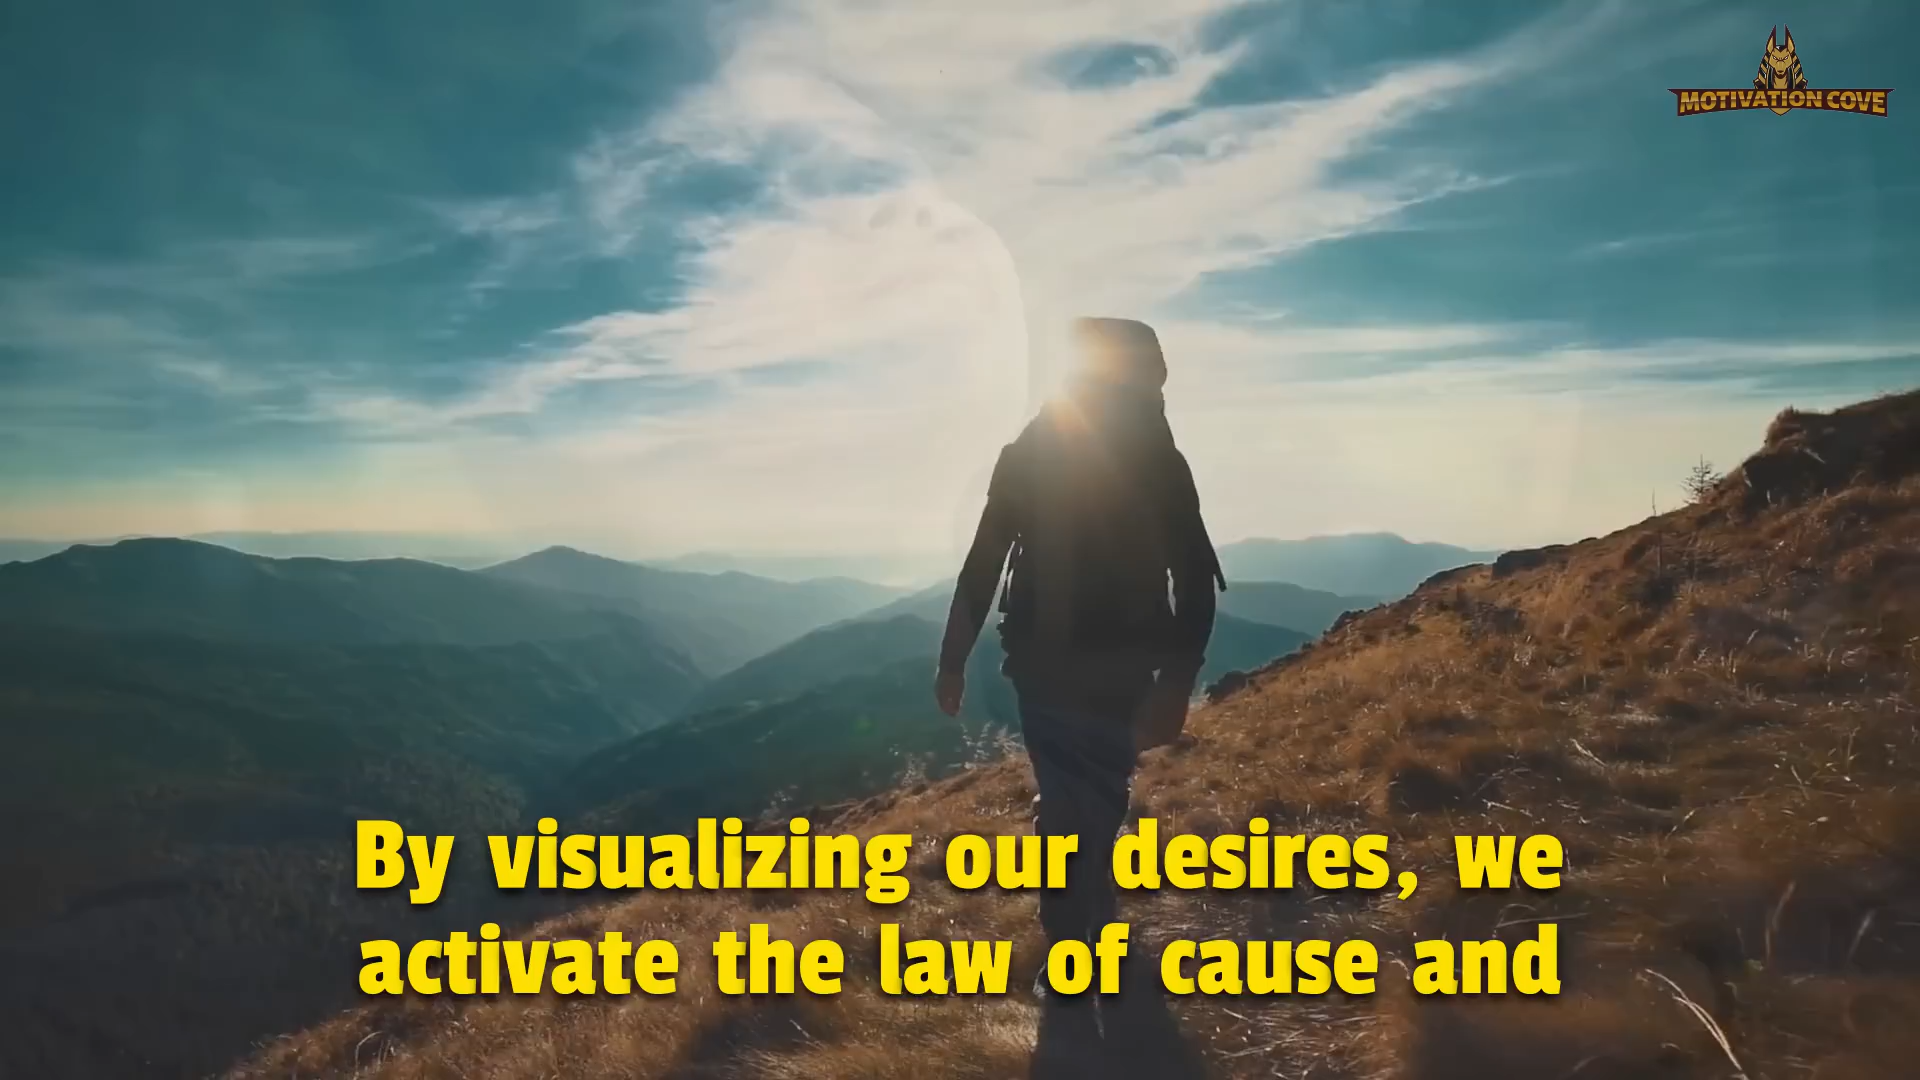 MOTIVATION COVE
By visualizing our desires, we
activate the law of cause and